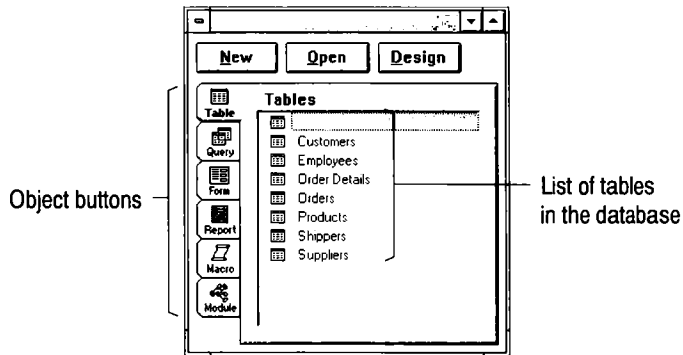 New Open Design
Tables
Table
Query
Form
Report
Macro
Module
Customers
Employees
Order Details
Orders
Products
Shippers
Suppliers
Object buttons
List of tables
in the database